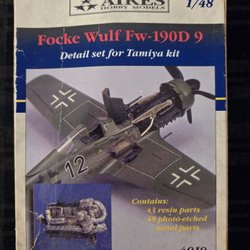 AIRES
HOBBY MODELS
1/48
Focke Wulf Fw-190D 9
Detail set for Tamiya kit
12
Contains:
43 resin parts
48 photo-etched
metal parts